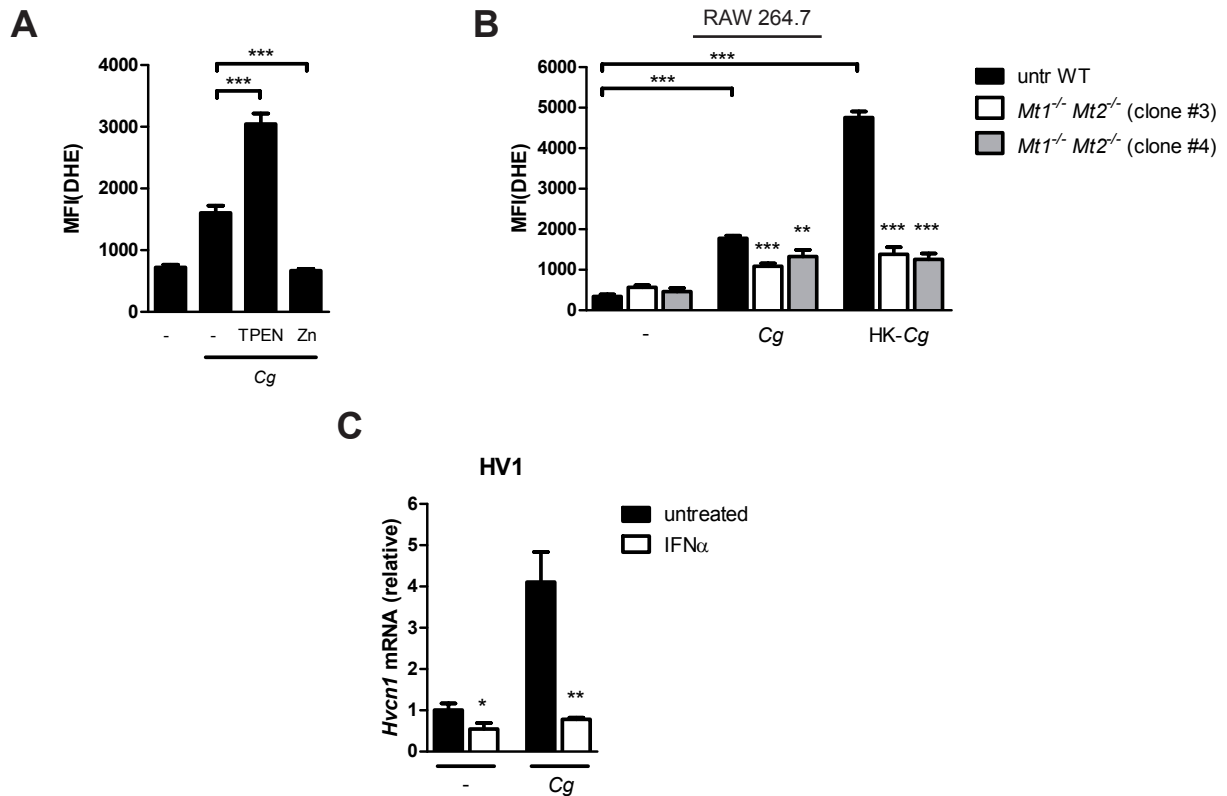 A
***
***
4000
3000
2000
1000
0
MFI(DHE)
- - TPEN Zn
Cg
B
RAW 264.7
***
***
6000
5000
4000
3000
2000
1000
0
MFI(DHE)
*** **
*** ***
- Cg HK-Cg
untr WT
Mt1-/- Mt2-/- (clone #3)
Mt1-/- Mt2-/- (clone #4)
C
HV1
6
5
4
3
2
1
0
Hvcn1 mRNA (relative)
* **
- Cg
untreated
IFNα